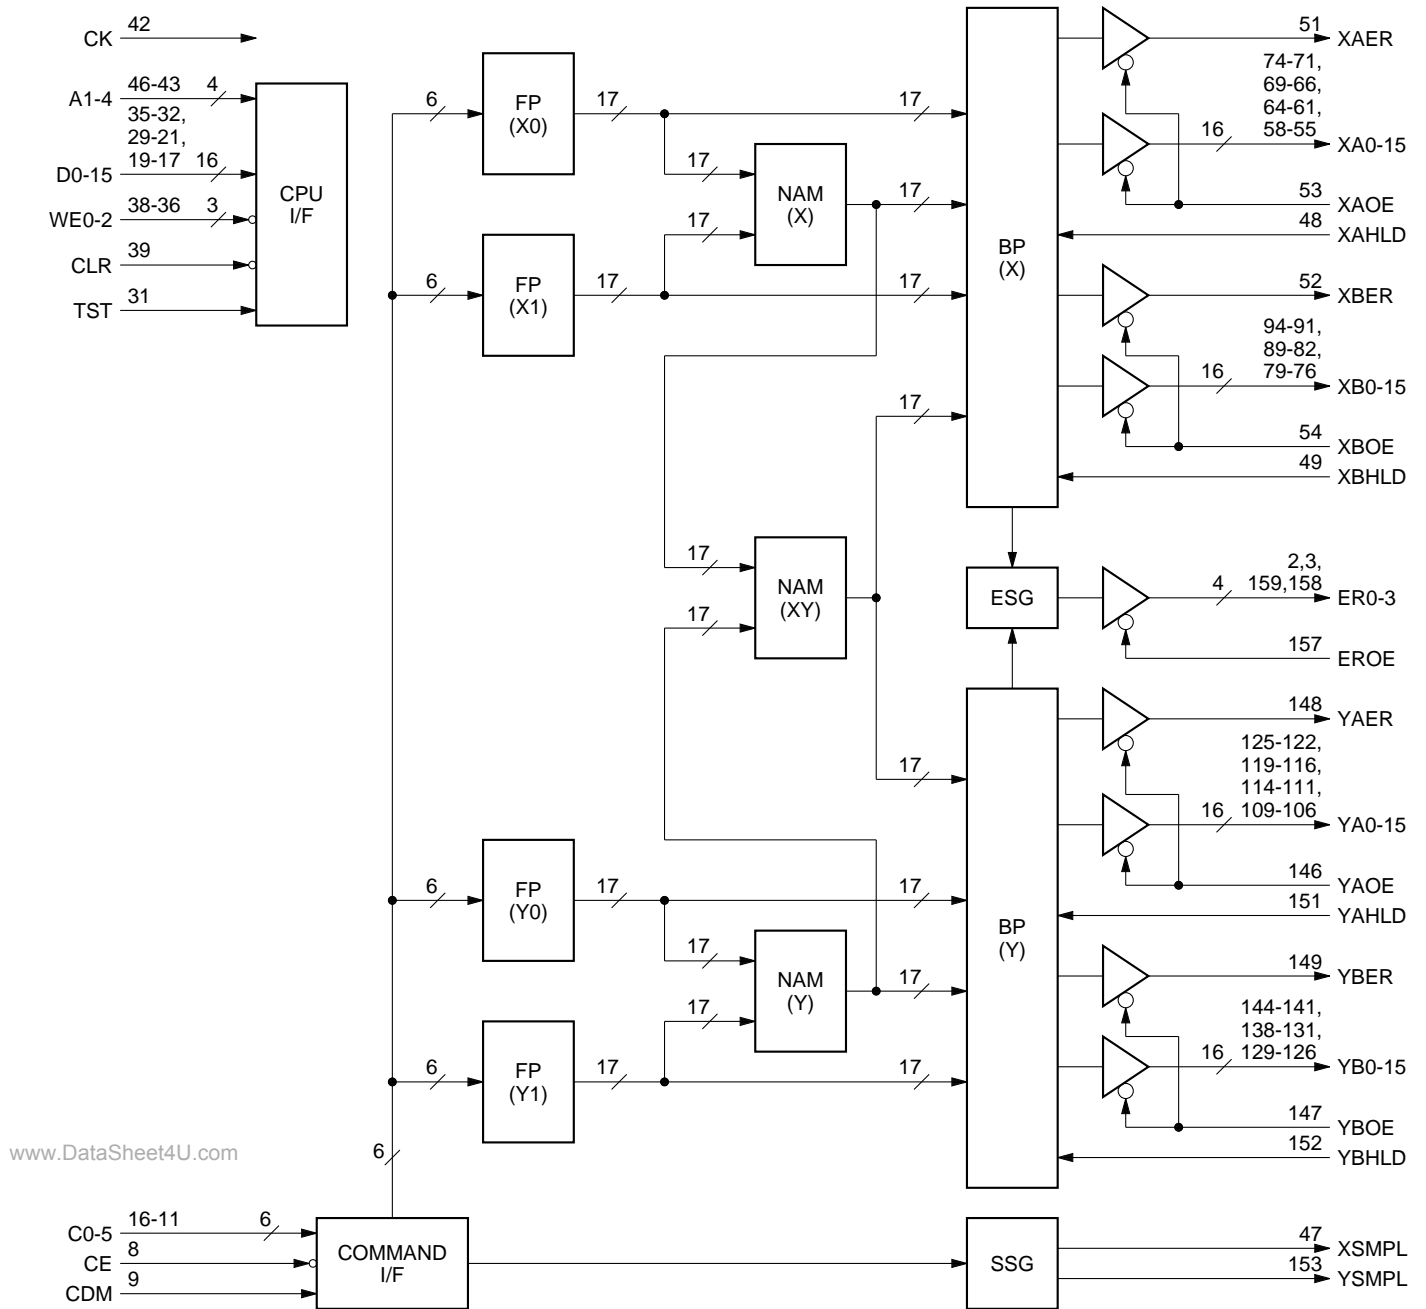 CK 42
A1-4 46-43 4
35-32,
29-21,
D0-15 19-17 16
WE0-2 38-36 3
CLR 39
TST 31
CPU
I/F
6
FP
(X0)
17
17
17
NAM
(X)
17
17
6
FP
(X1)
17
17
BP
(X)
17
17
NAM
(XY)
17
51 XAER
74-71,
69-66,
64-61,
16 58-55 XA0-15
53 XAOE
48 XAHLD
52 XBER
94-91,
89-82,
16 79-76 XB0-15
54 XBOE
49 XBHLD
ESG
2,3,
4 159,158 ER0-3
157 EROE
17
6
FP
(Y0)
17
17
17
NAM
(Y)
17
17
6
FP
(Y1)
17
17
BP
(Y)
148 YAER
125-122,
119-116,
114-111,
16 109-106 YA0-15
146 YAOE
151 YAHLD
149 YBER
144-141,
138-131,
16 129-126 YB0-15
147 YBOE
152 YBHLD
www.DataSheet4U.com
6
C0-5 16-11 6
CE 8
CDM 9
COMMAND
I/F
SSG
47 XSMPL
153 YSMPL